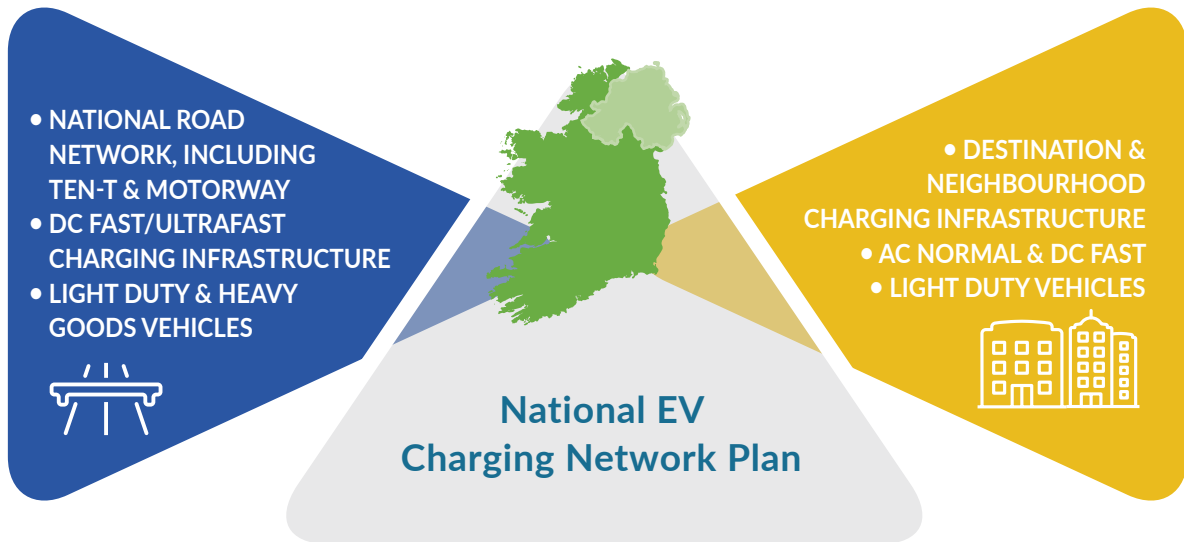 • NATIONAL ROAD
NETWORK, INCLUDING
TEN-T & MOTORWAY
• DC FAST/ULTRAFAST
CHARGING INFRASTRUCTURE
• LIGHT DUTY & HEAVY
GOODS VEHICLES
• DESTINATION &
NEIGHBOURHOOD
CHARGING INFRASTRUCTURE
• AC NORMAL & DC FAST
• LIGHT DUTY VEHICLES
National EV
Charging Network Plan